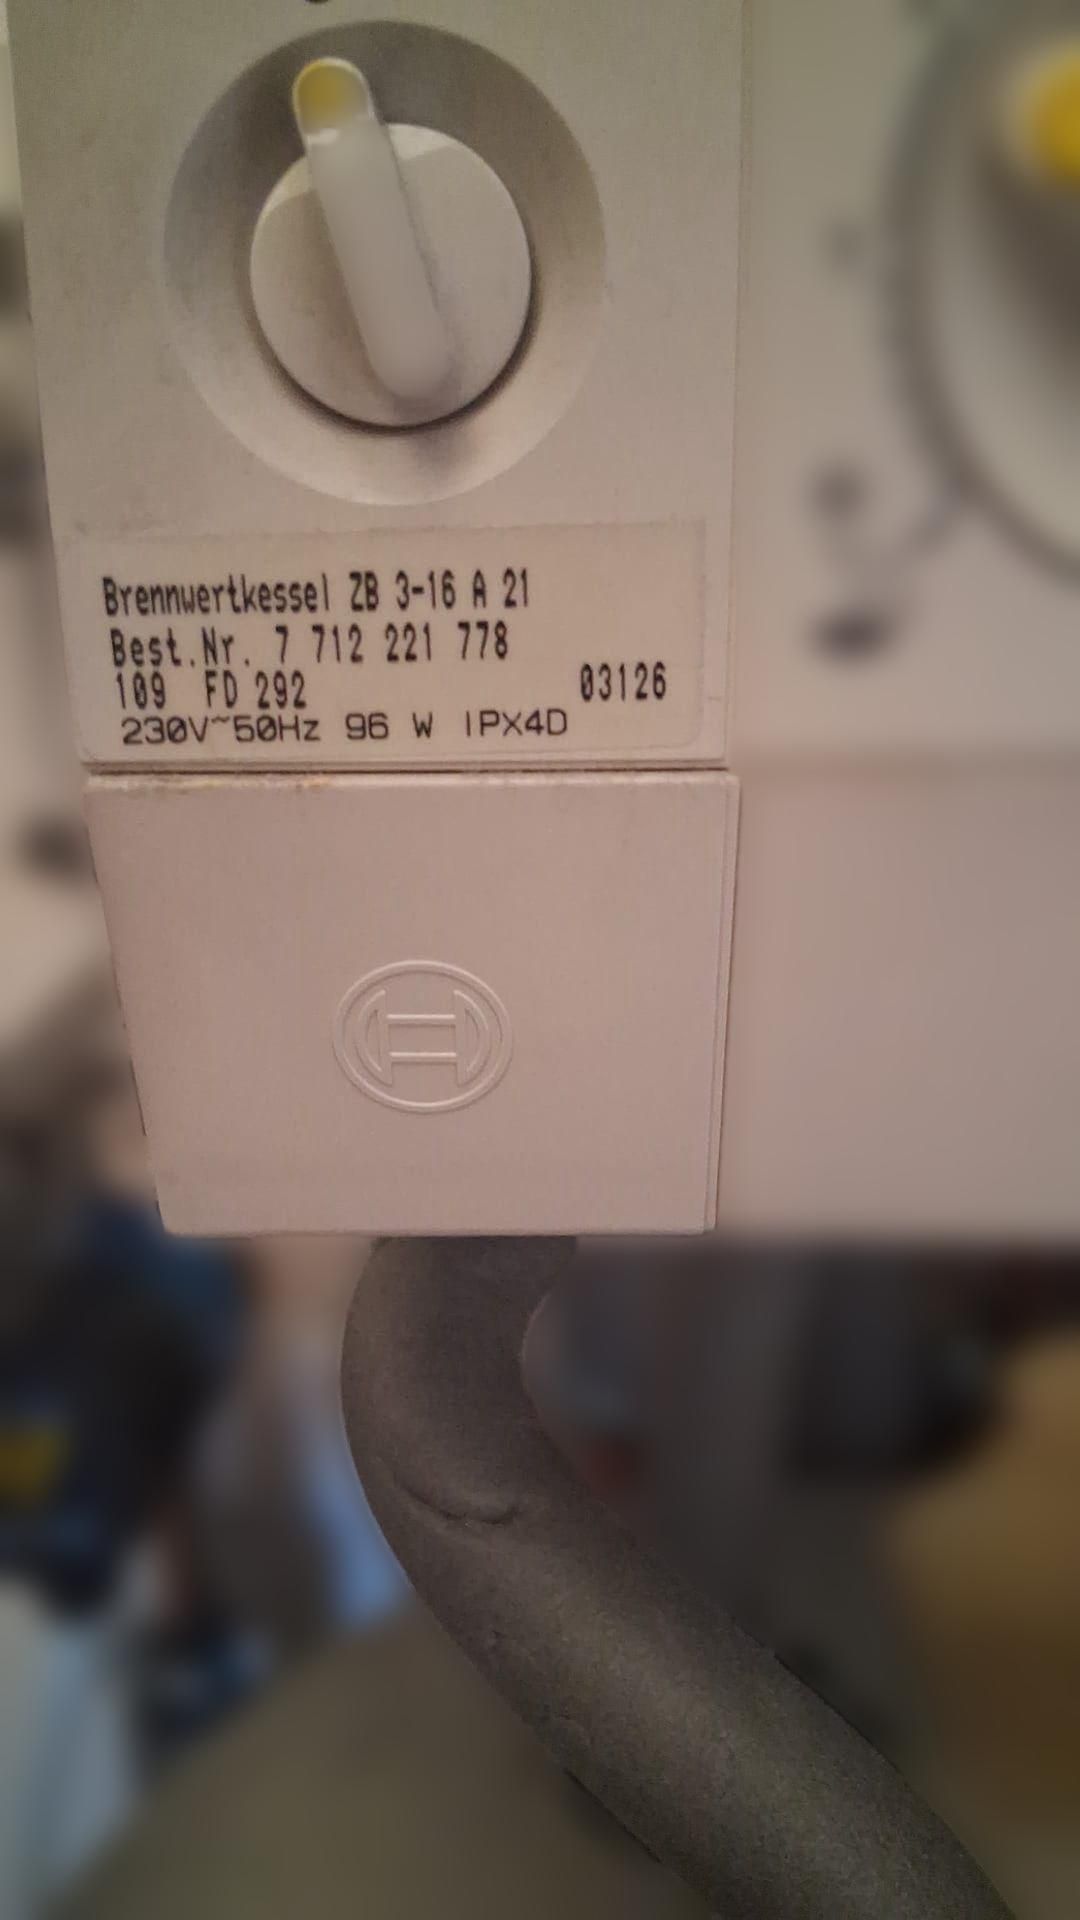 Brennwertkessel ZB 3-16 A 21
Best.Nr. 7 712 221 778
109 FD 292 03126
230V~50Hz 96 W IPX4D